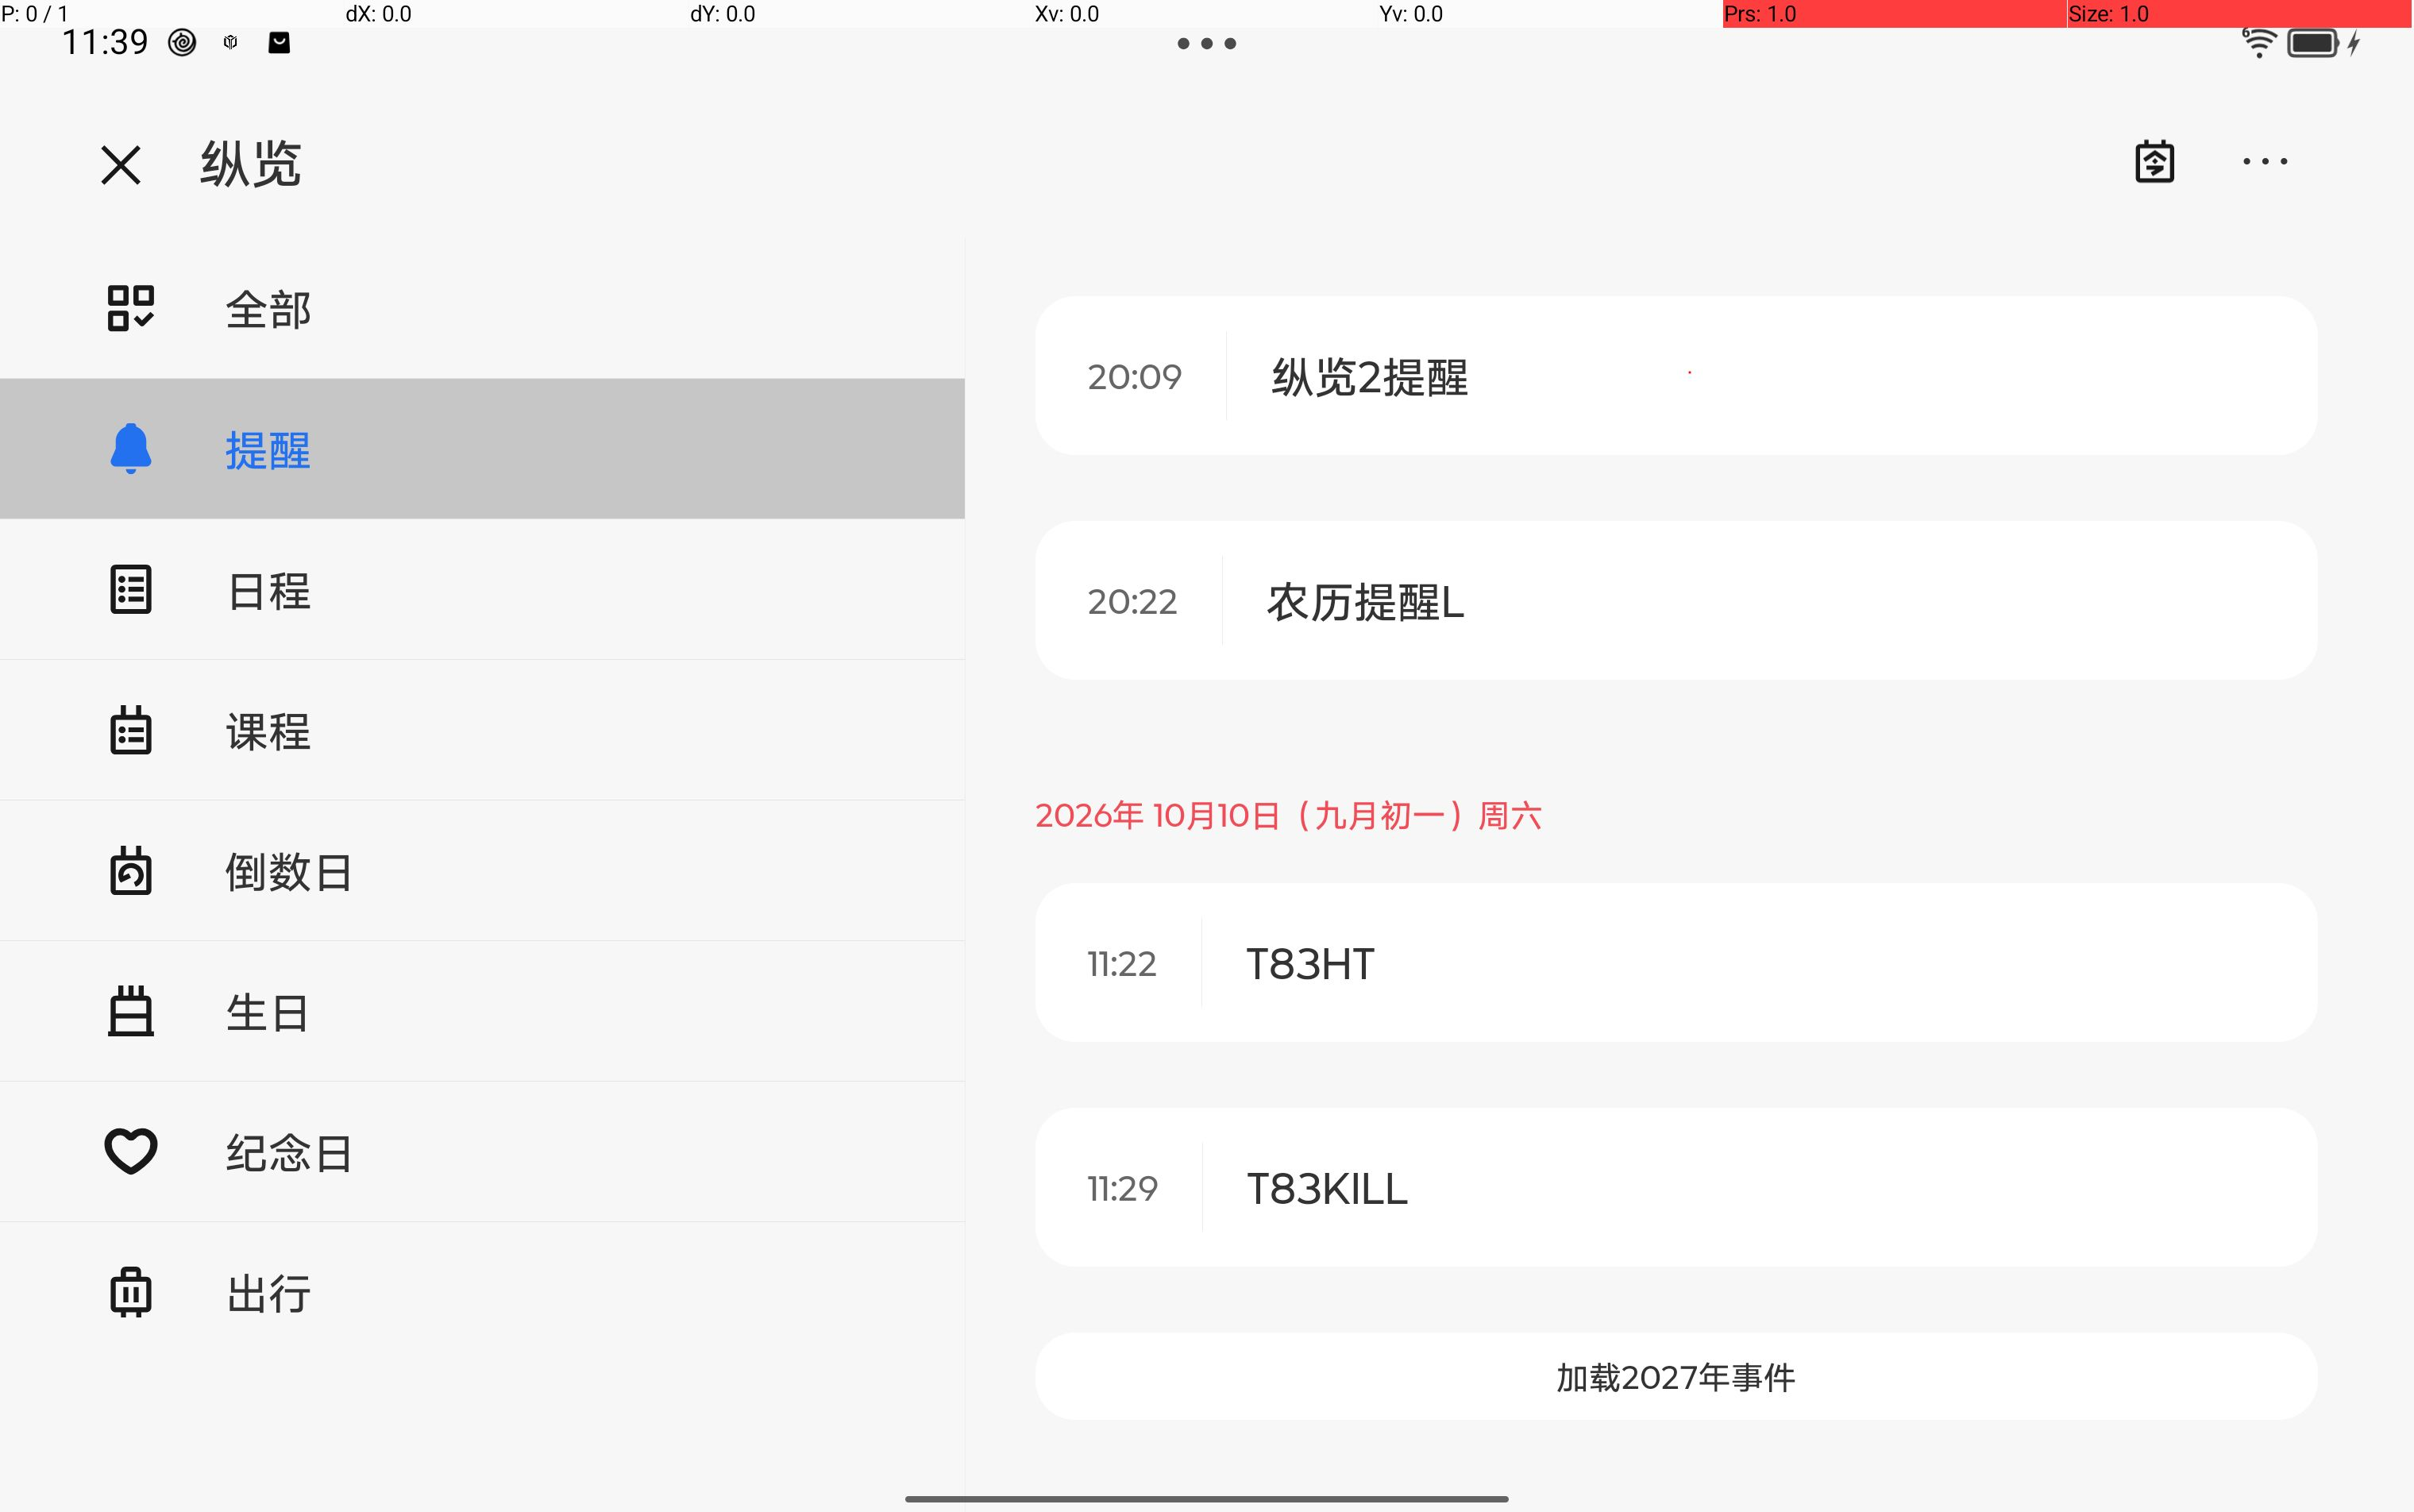 P: 0 / 1 dX: 0.0 dY: 0.0 Xv: 0.0 Yv: 0.0 Prs: 1.0 Size: 1.0
11:39
6
纵览
今
全部
提醒
日程
课程
倒数日
生日
纪念日
出行
20:09 纵览2提醒
20:22 农历提醒L
2026年 10月10日（九月初一）周六
11:22 T83HT
11:29 T83KILL
加载2027年事件